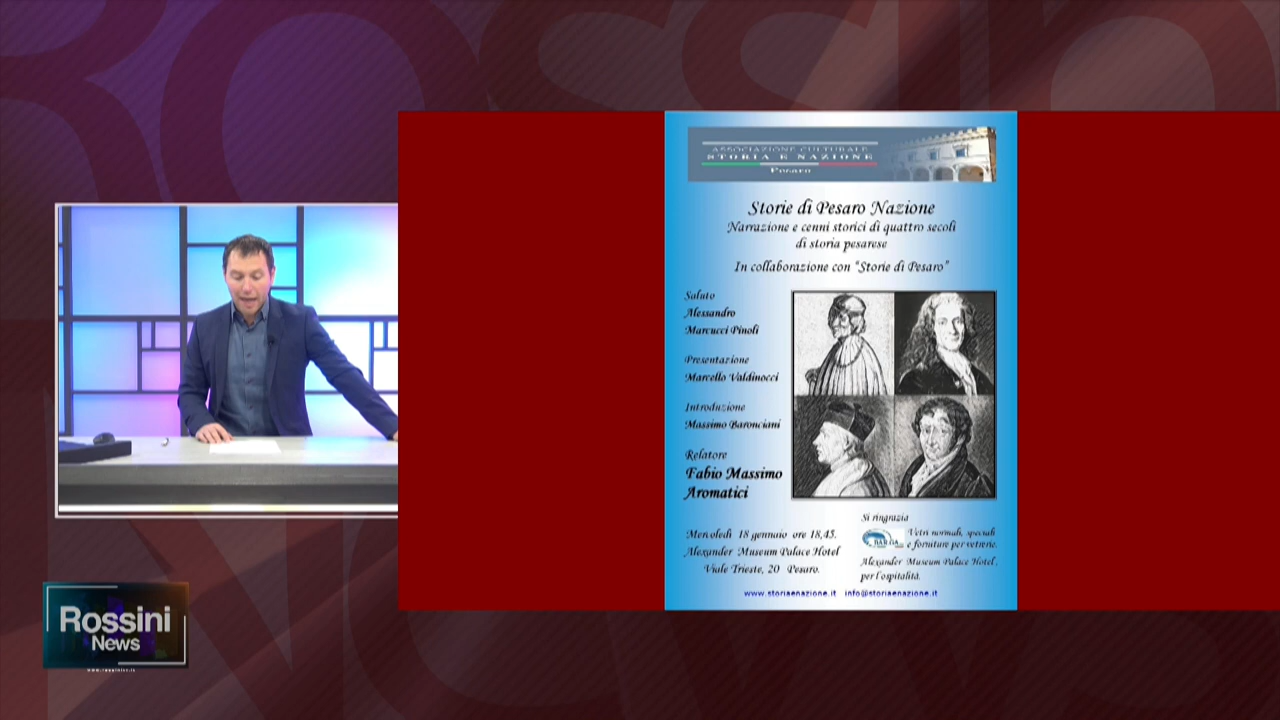 ASSOCIAZIONE CULTURALE
STORIA E NAZIONE
Pesaro
Storie di Pesaro Nazione
Narrazione e cenni storici di quattro secoli
di storia pesarese
In collaborazione con “Storie di Pesaro”
Saluto
Alessandro
Marcucci Pinoli
Presentazione
Marcello Valdinocci
Introduzione
Massimo Baronciani
Relatore
Fabio Massimo
Aromatici
Mercoledì 18 gennaio ore 18,45.
Alexander Museum Palace Hotel
Viale Trieste, 20 Pesaro.
Si ringrazia
Vetri normali, speciali
e forniture per vetrerie.
Alexander Museum Palace Hotel,
per l'ospitalità.
www.storiaenazione.it info@storiaenazione.it
Rossini
News